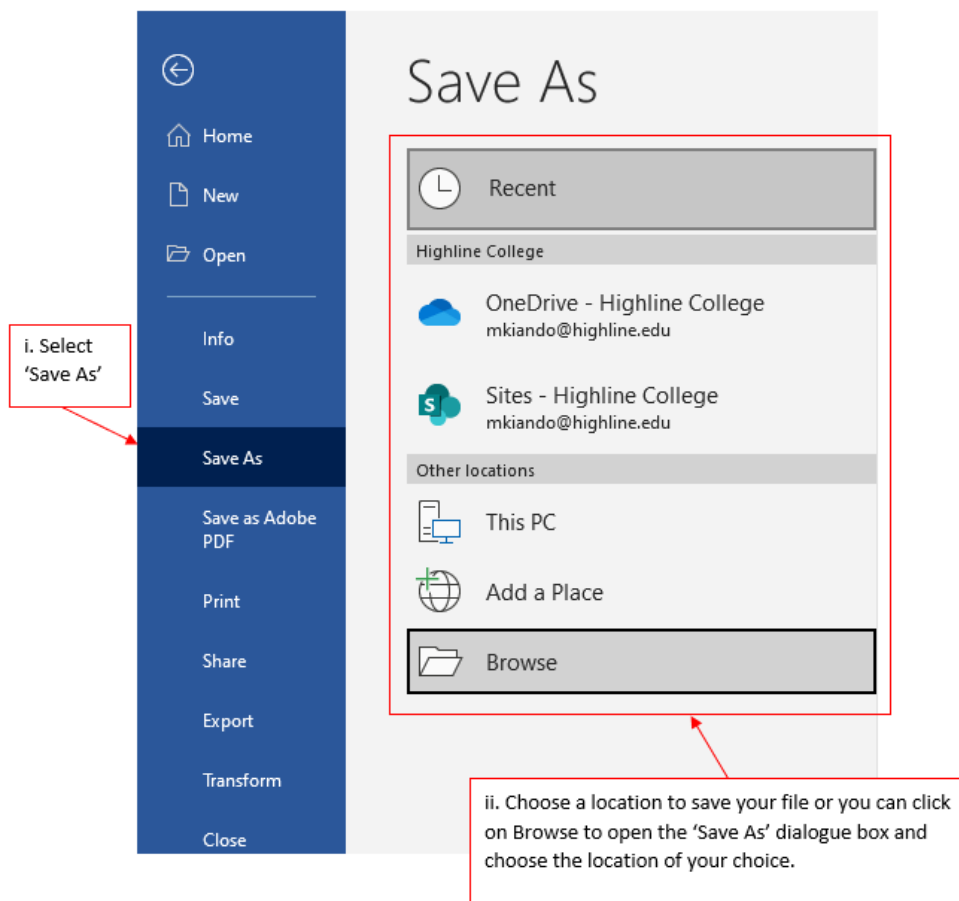 Save As
Home
New
Open
Info
Save
Save As
Save as Adobe
PDF
Print
Share
Export
Transform
Close
Recent
Highline College
OneDrive - Highline College
mkiando@highline.edu
Sites - Highline College
mkiando@highline.edu
Other locations
This PC
Add a Place
Browse
i. Select
‘Save As’
ii. Choose a location to save your file or you can click
on Browse to open the ‘Save As’ dialogue box and
choose the location of your choice.